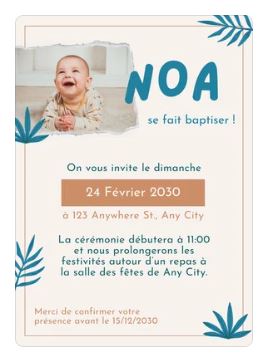 NOA
se fait baptiser !
On vous invite le dimanche
24 Février 2030
à 123 Anywhere St., Any City
La cérémonie débutera à 11:00
et nous prolongerons les
festivités autour d'un repas à
la salle des fêtes de Any City.
Merci de confirmer votre
présence avant le 15/12/2030